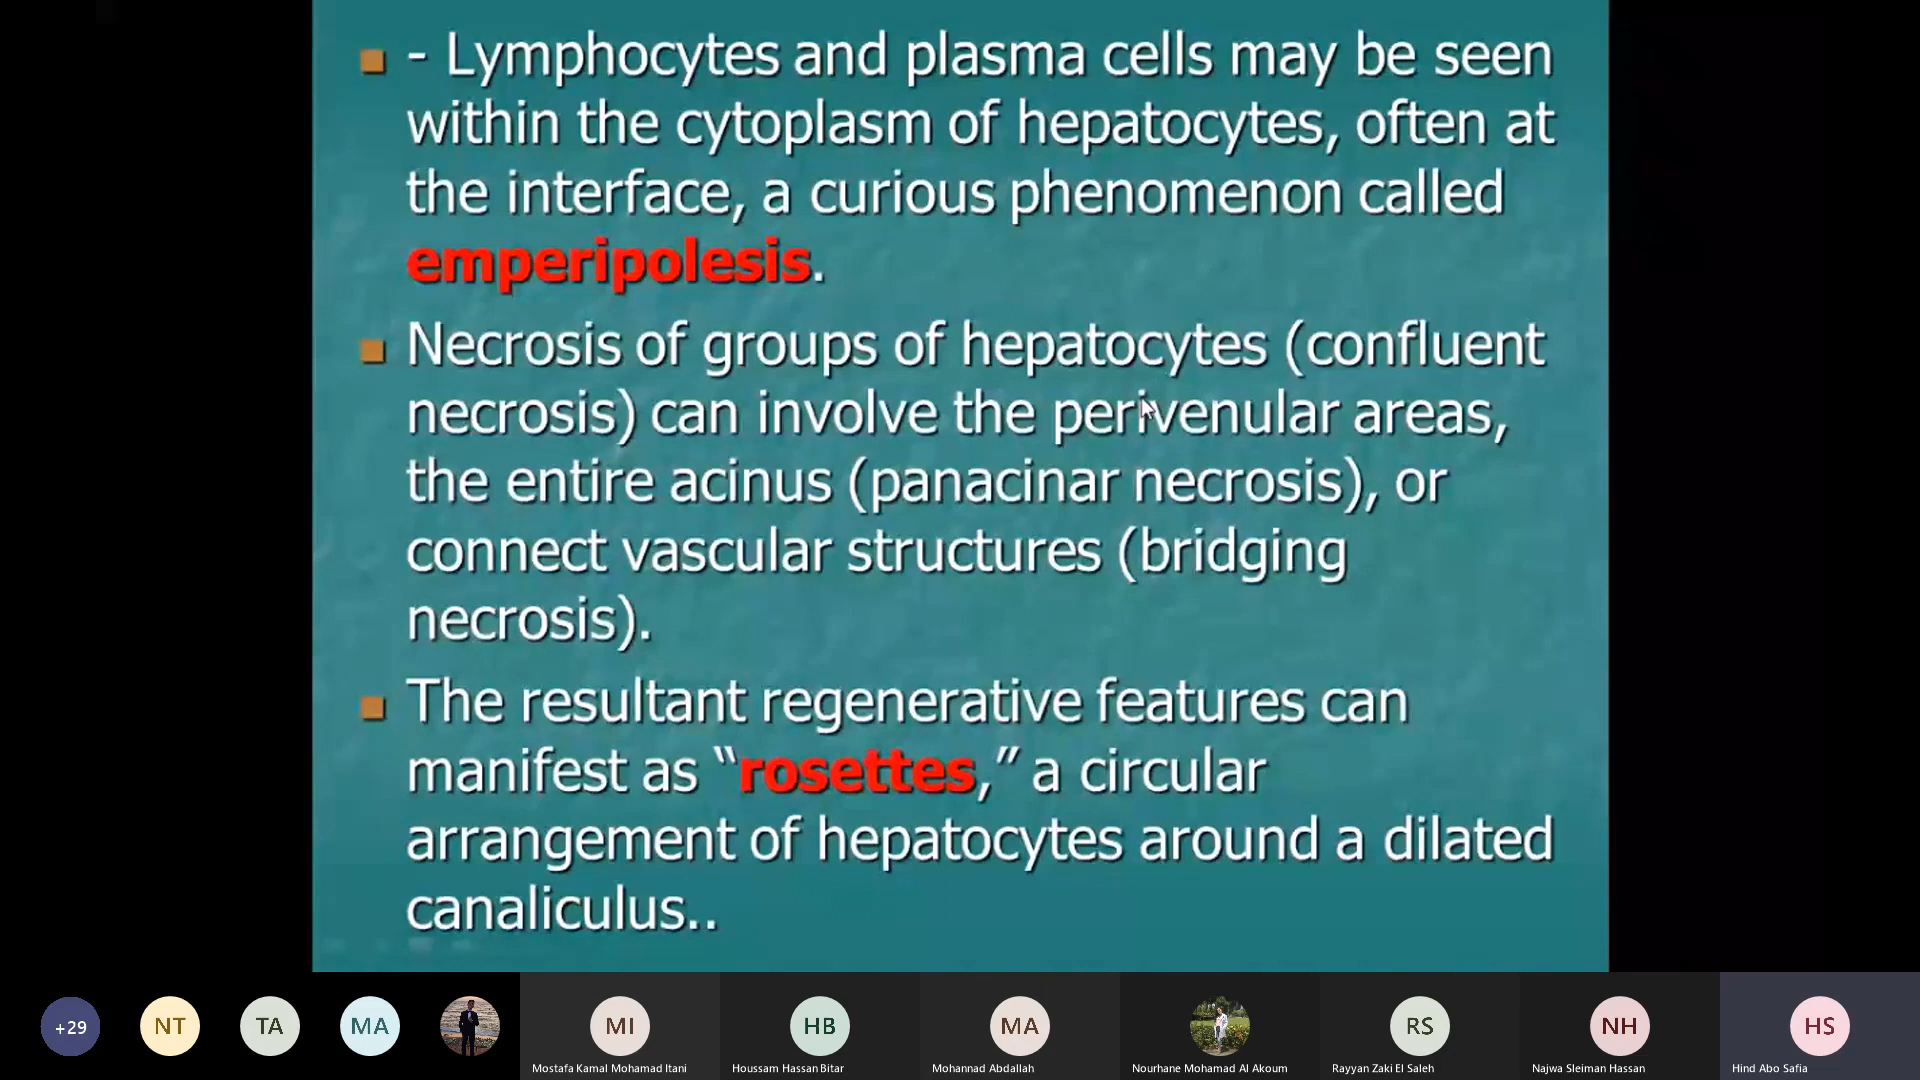 - Lymphocytes and plasma cells may be seen
within the cytoplasm of hepatocytes, often at
the interface, a curious phenomenon called
emperipolesis.
Necrosis of groups of hepatocytes (confluent
necrosis) can involve the perivenular areas,
the entire acinus (panacinar necrosis), or
connect vascular structures (bridging
necrosis).
The resultant regenerative features can
manifest as “rosettes,” a circular
arrangement of hepatocytes around a dilated
canaliculus..
+29
NT
TA
MA
MI
HB
MA
RS
NH
HS
Mostafa Kamal Mohamad Itani
Houssam Hassan Bitar
Mohannad Abdallah
Nourhane Mohamad Al Akoum
Rayyan Zaki El Saleh
Najwa Sleiman Hassan
Hind Abo Safia